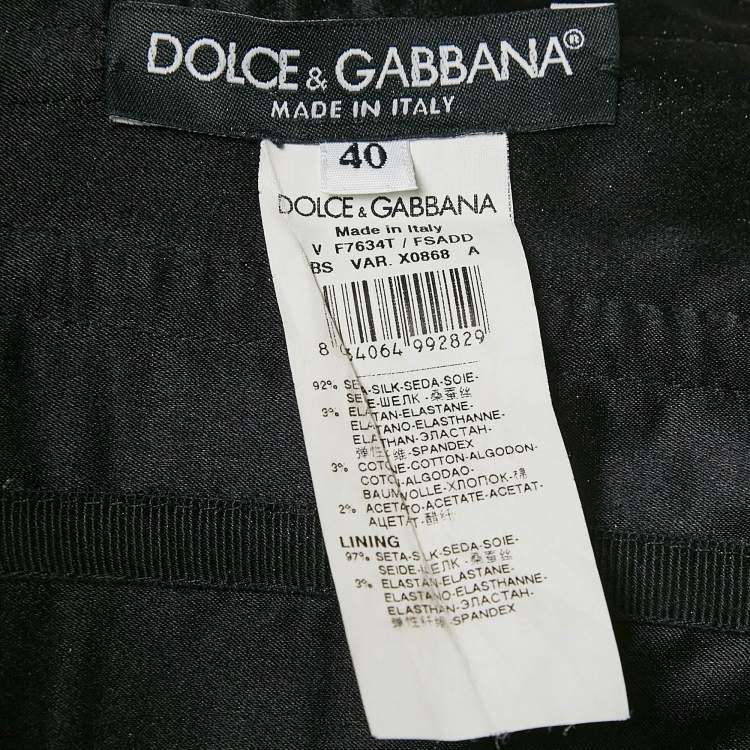 DOLCE & GABBANA®
MADE IN ITALY
40
DOLCE & GABBANA
Made in Italy
V F7634T / FSADD
BS VAR. X0868 A
8 34064 992829
92% SETA-SILK-SEDA-SOIE-
SEIDE-ШЕЛК -桑蚕丝
3% ELASTAN-ELASTANE-
ELASTANO-ELASTHANNE-
ELASTHAN-ЭЛАСТАН-
弹性纤维-SPANDEX
3% COTONE-COTTON-ALGODON-
COTON-ALGODAO-
BAUMWOLLE-ХЛОПОК-棉
2% ACETATO-ACETATE-ACETAT-
АЦЕТАТ-醋纤
LINING
97% SETA-SILK-SEDA-SOIE-
SEIDE-ШЕЛК-桑蚕丝
3% ELASTAN-ELASTANE-
ELASTANO-ELASTHANNE-
ELASTHAN-ЭЛАСТАН-
弹性纤维-SPANDEX